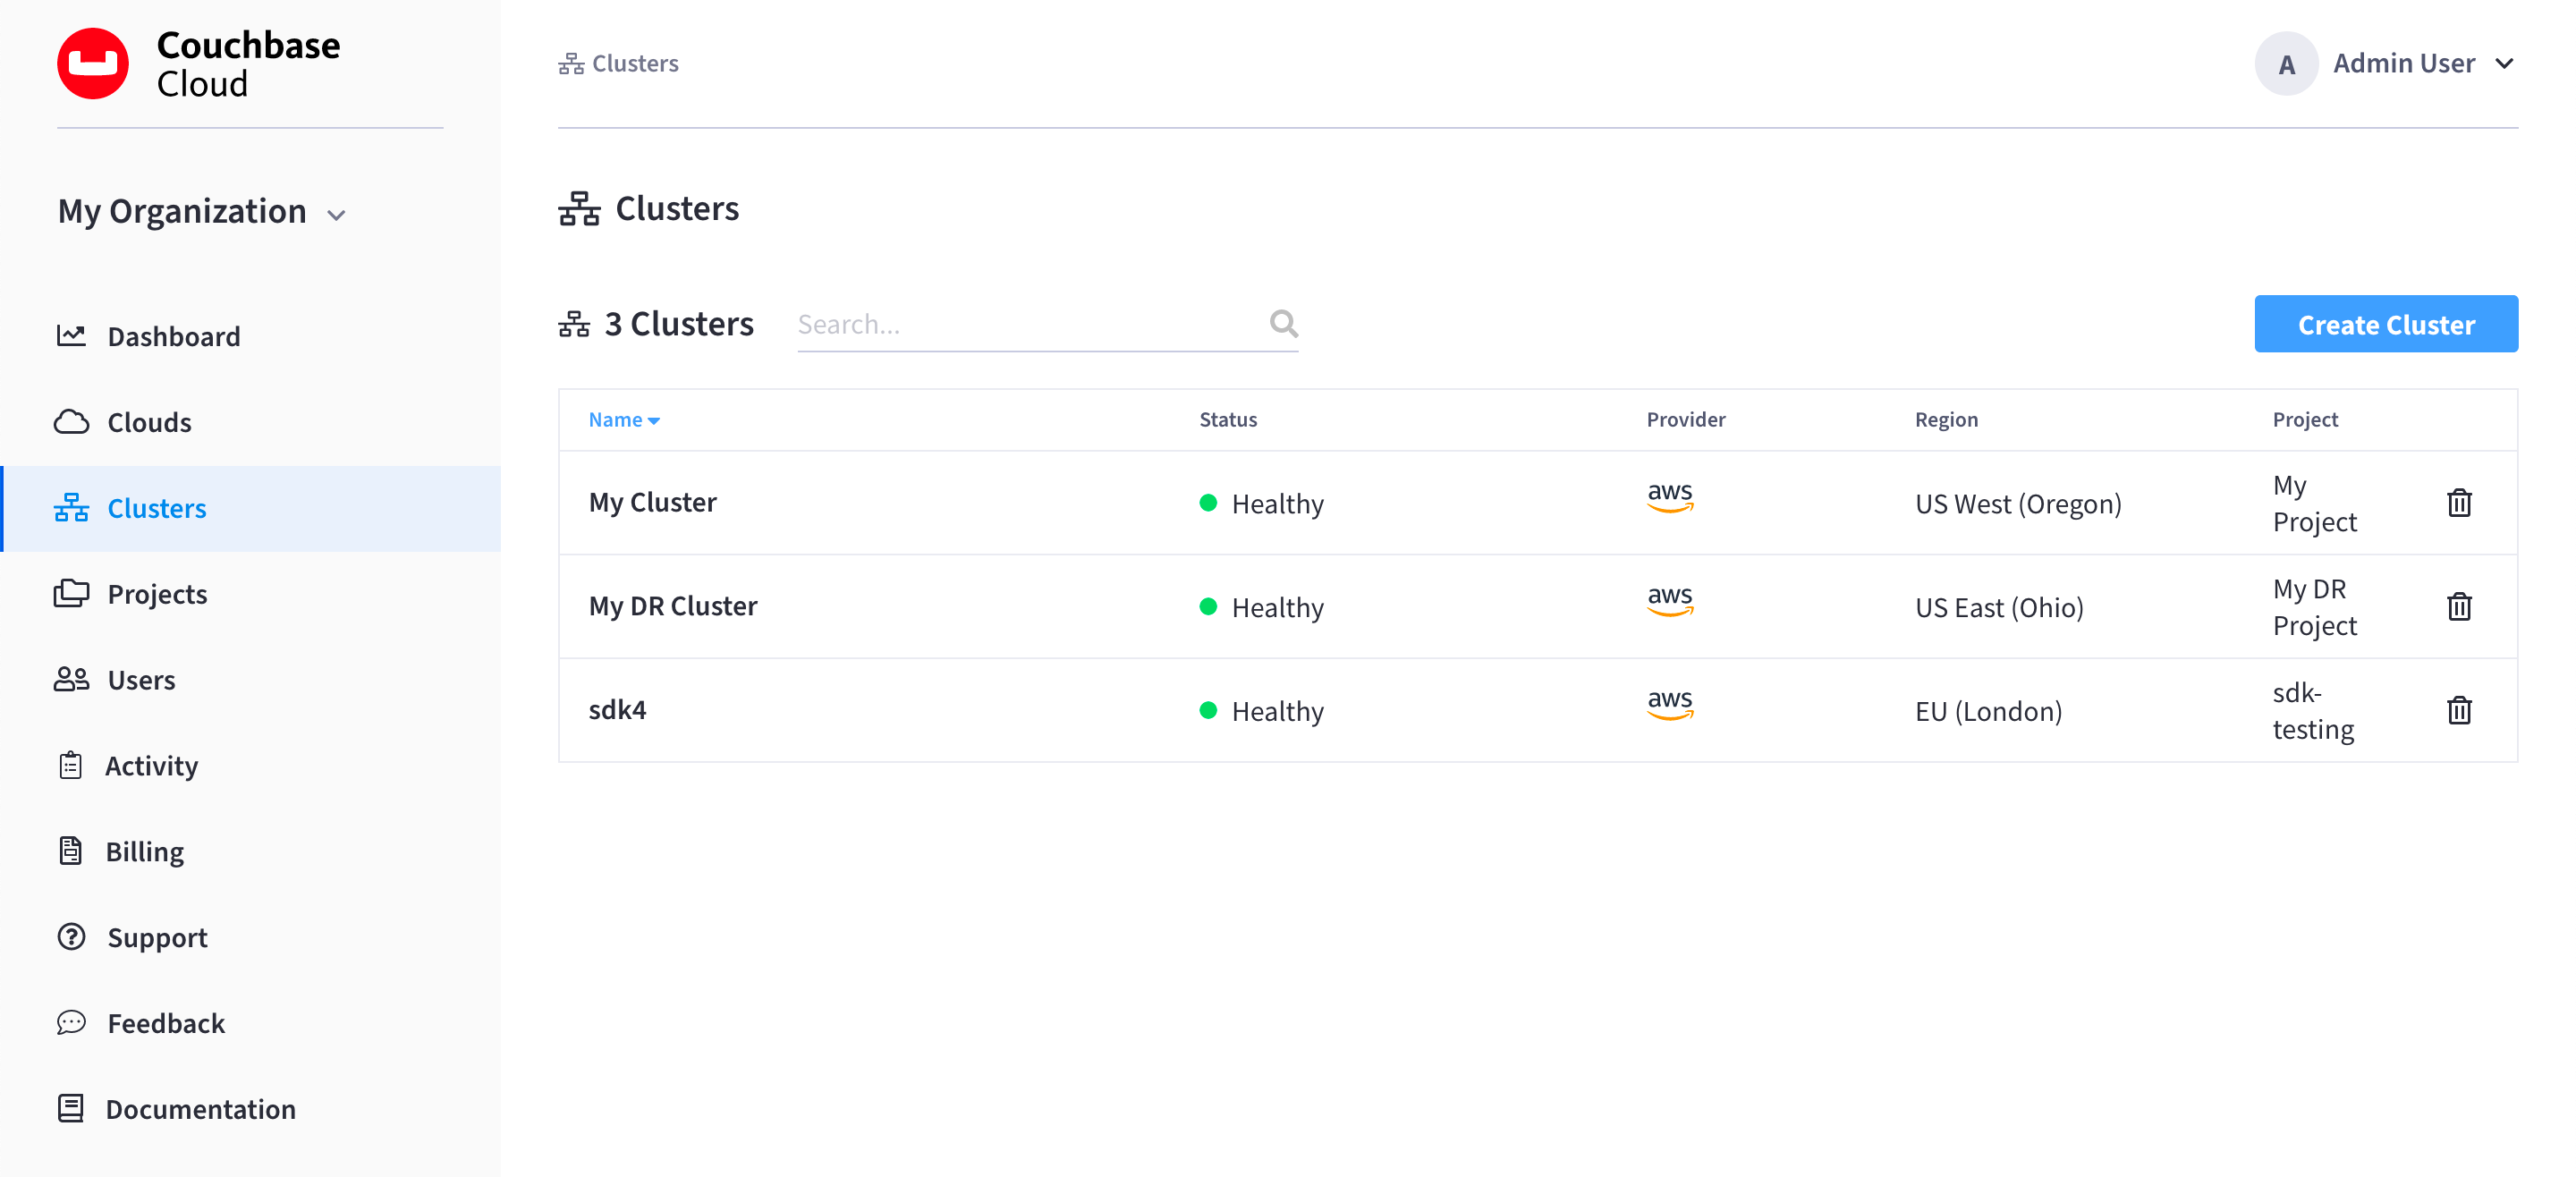 Couchbase
Cloud
My Organization
Dashboard
Clouds
Clusters
Projects
Users
Activity
Billing
Support
Feedback
Documentation
Clusters
A Admin User
Clusters
3 Clusters Search... Create Cluster
Name Status Provider Region Project
My Cluster Healthy aws US West (Oregon) My
Project
My DR Cluster Healthy aws US East (Ohio) My DR
Project
sdk4 Healthy aws EU (London) sdk-
testing